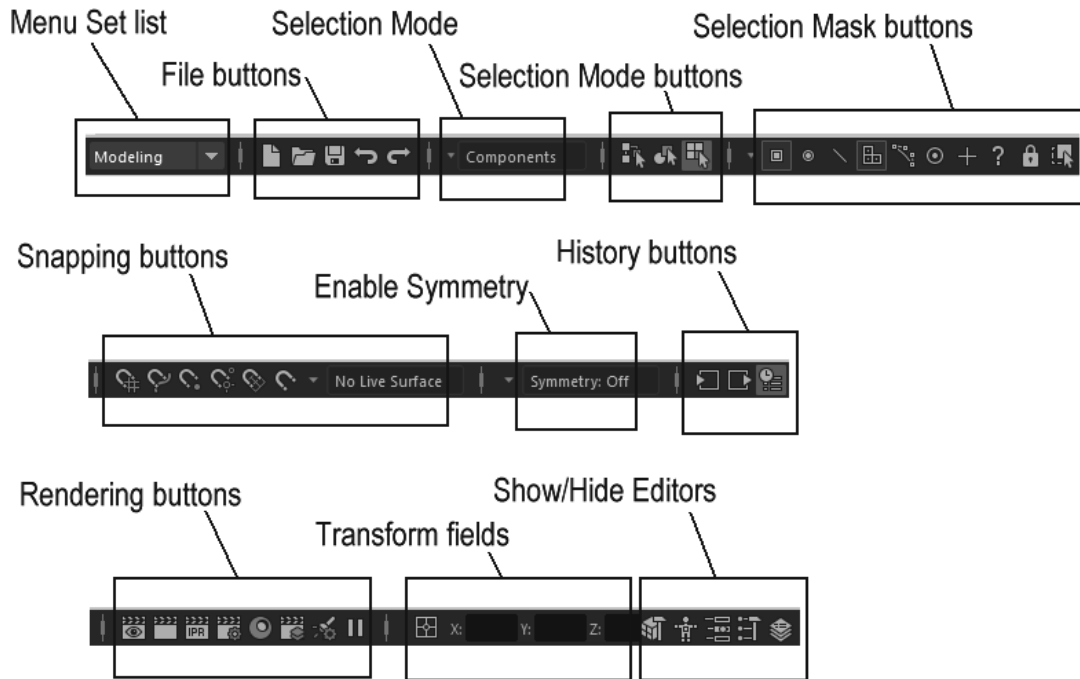 Menu Set list
Selection Mode
Selection Mask buttons
File buttons
Selection Mode buttons
Modeling
Components
?
Snapping buttons
History buttons
Enable Symmetry
No Live Surface
Symmetry: Off
Rendering buttons
Show/Hide Editors
Transform fields
IPR
X:
Y:
Z: